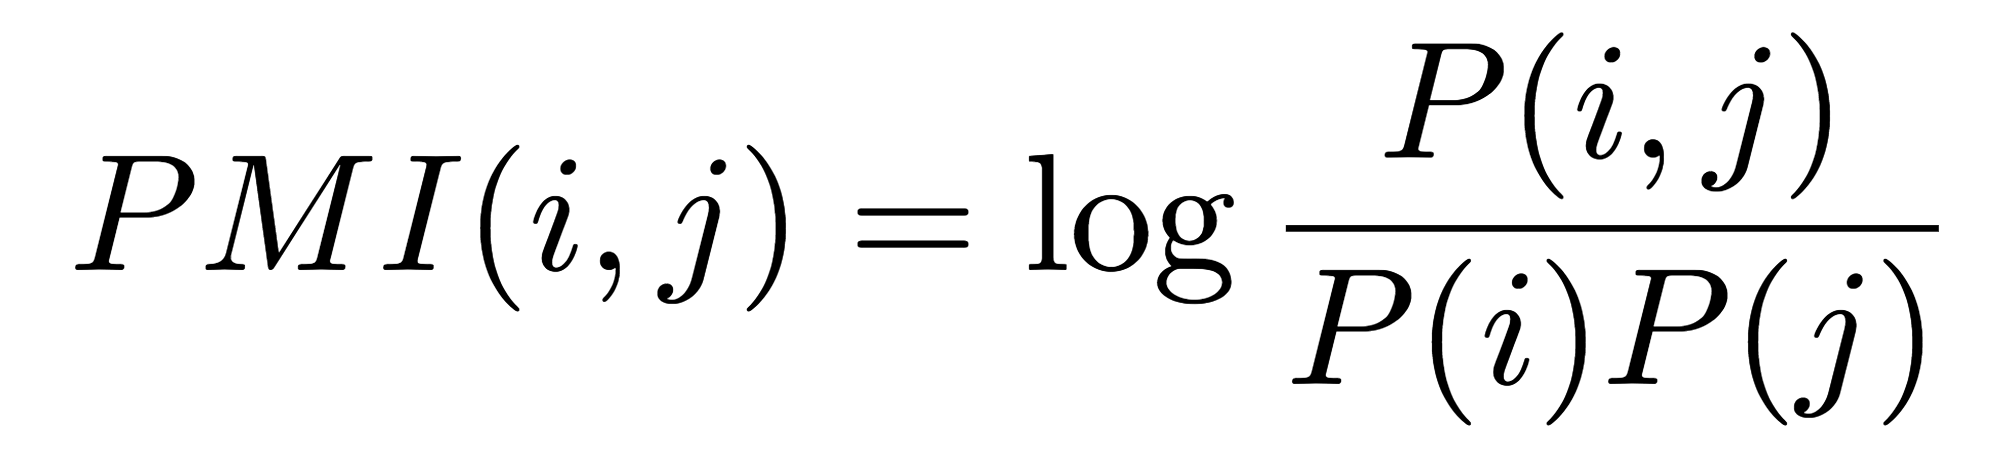 PMI(i, j) = log P(i, j) / P(i)P(j)